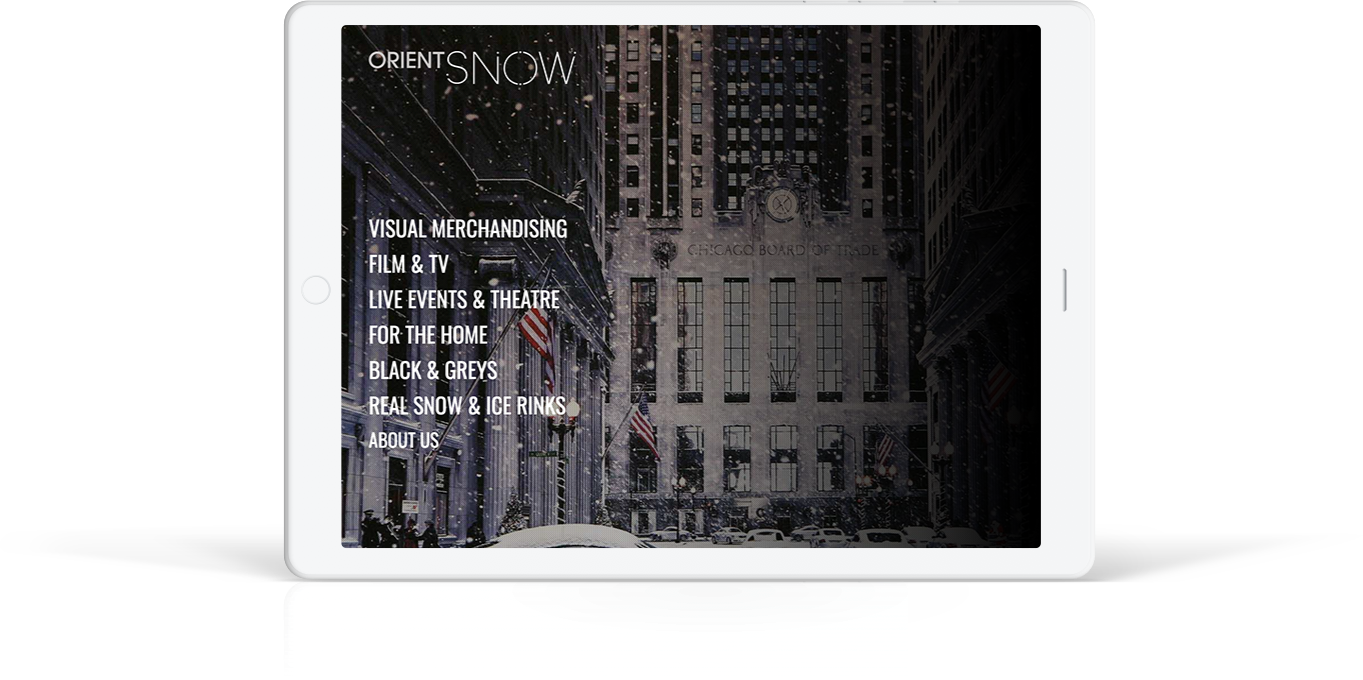 ORIENT SNOW
VISUAL MERCHANDISING
FILM & TV
CHICAGO BOARD OF TRADE
LIVE EVENTS & THEATRE
FOR THE HOME
BLACK & GREYS
REAL SNOW & ICE RINKS
ABOUT US